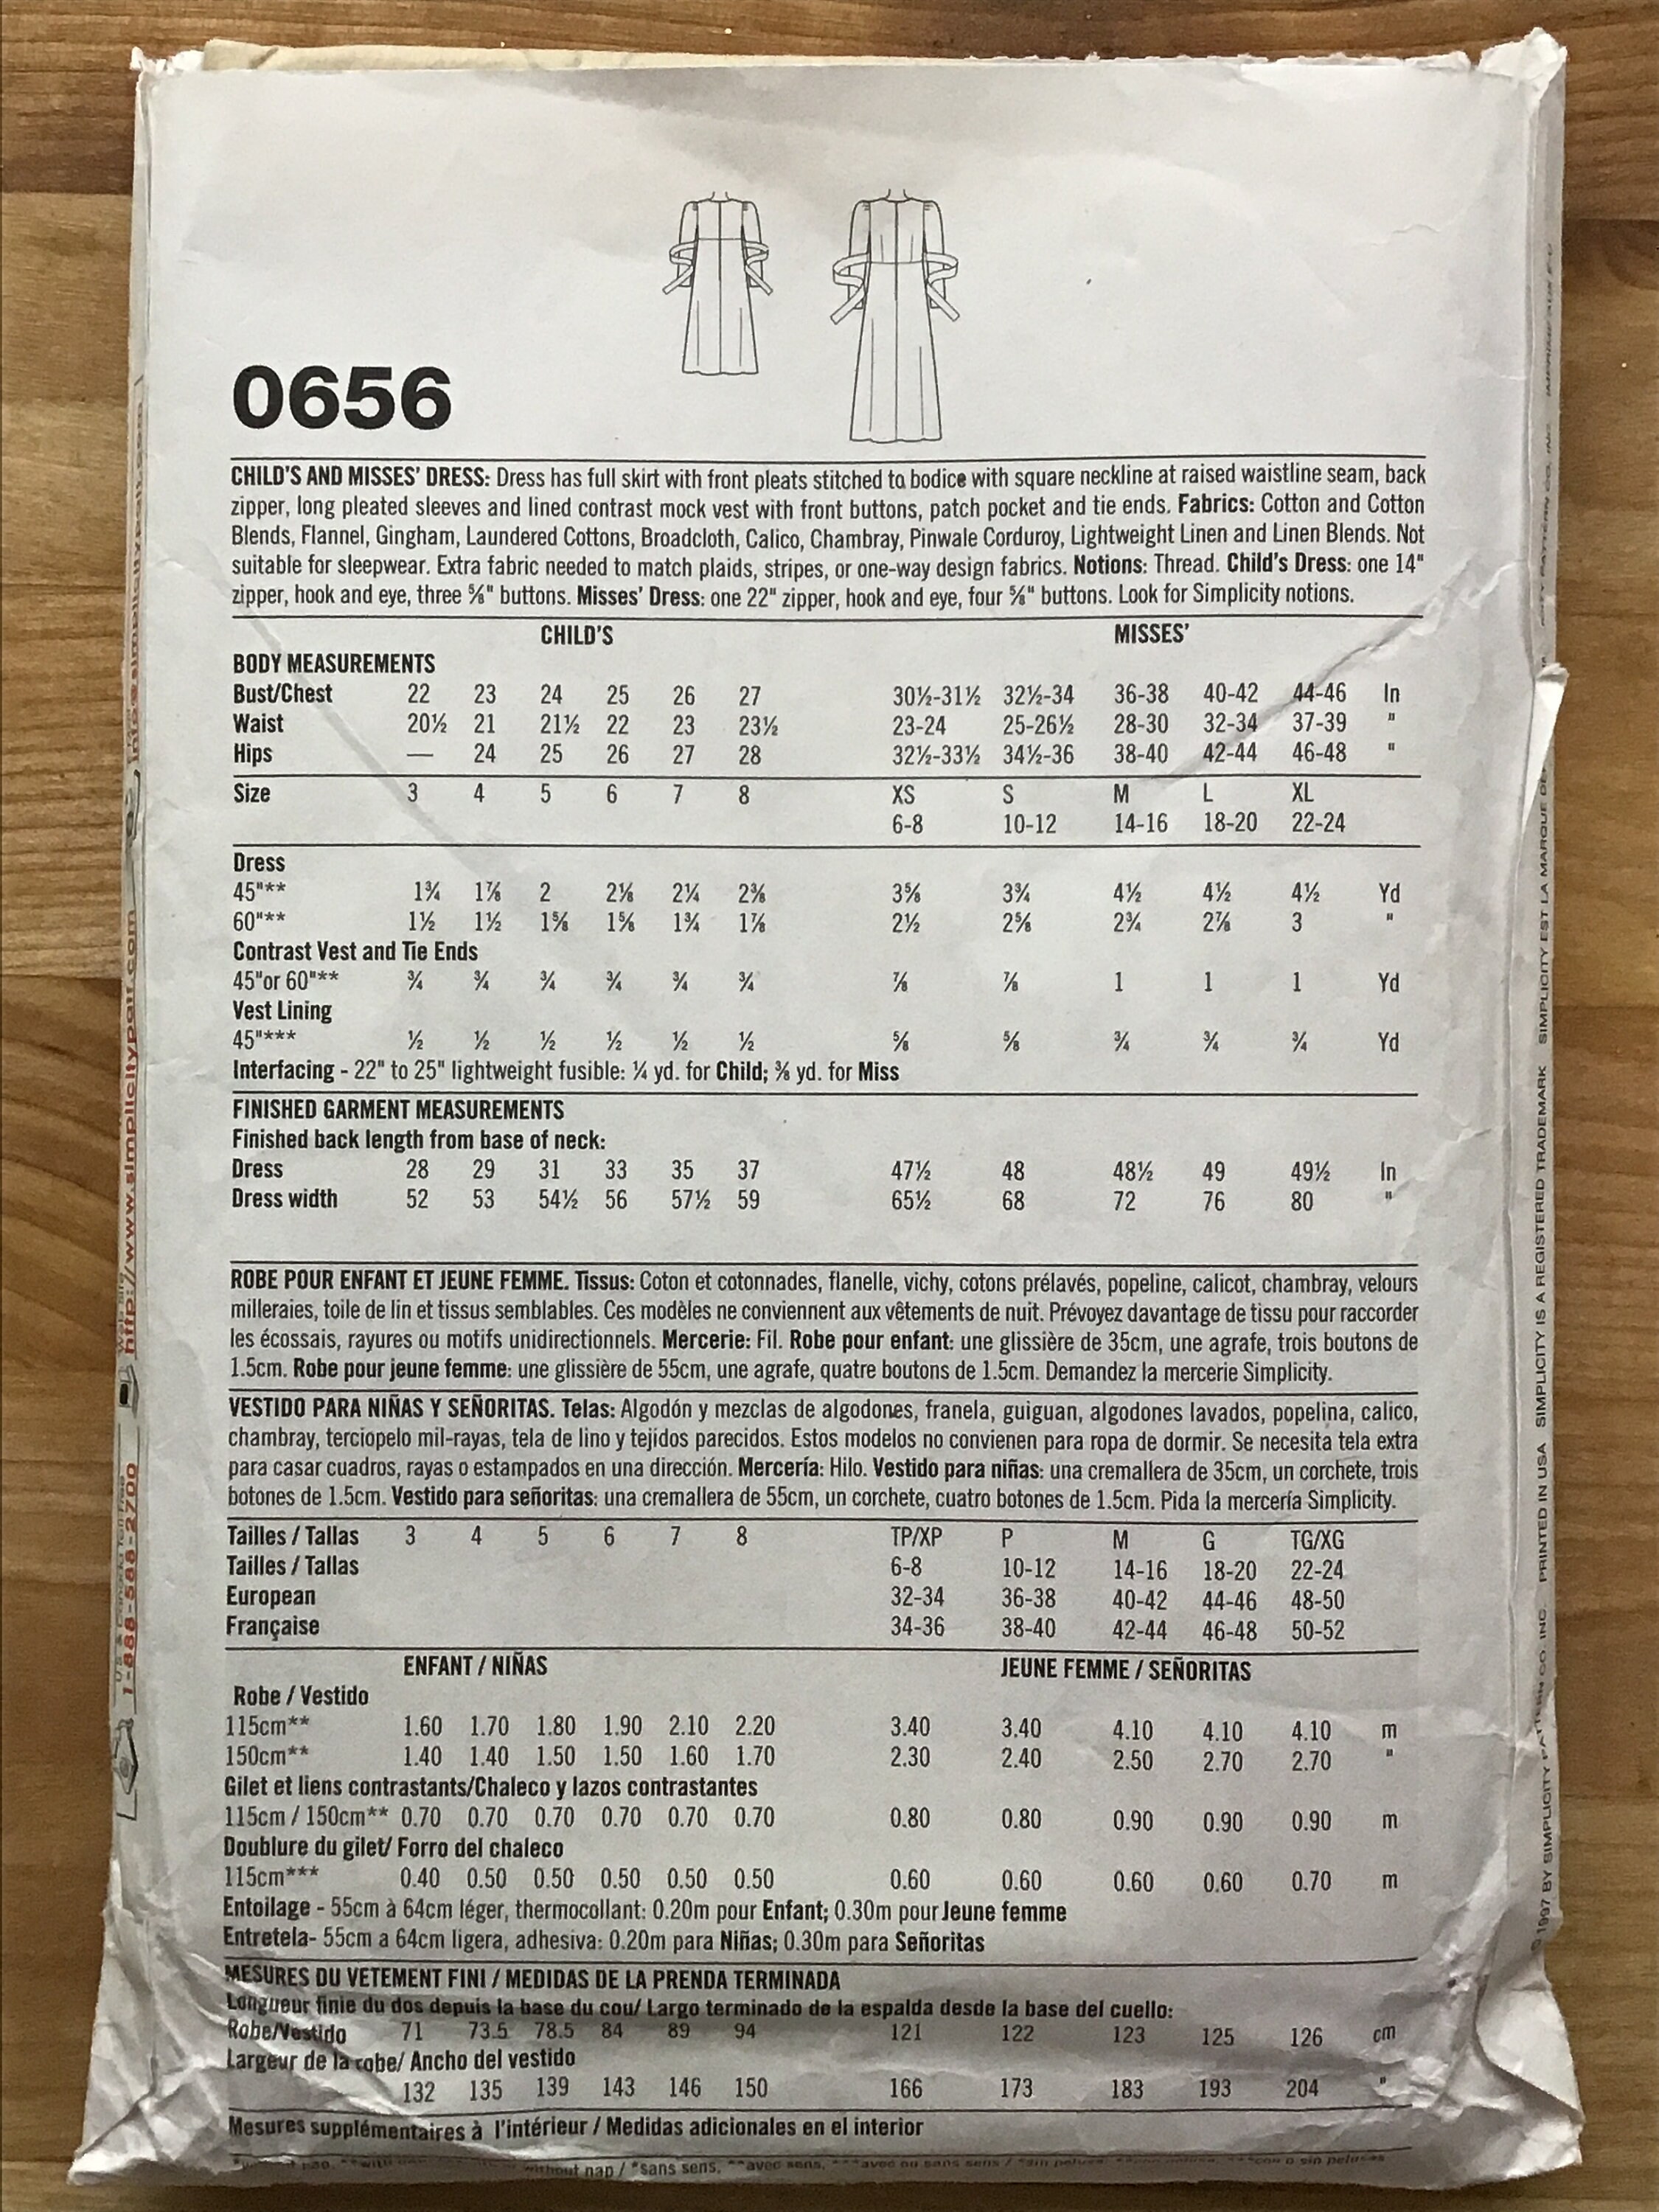 0656
CHILD'S AND MISSES' DRESS: Dress has full skirt with front pleats stitched to bodice with square neckline at raised waistline seam, back
zipper, long pleated sleeves and lined contrast mock vest with front buttons, patch pocket and tie ends. Fabrics: Cotton and Cotton
Blends, Flannel, Gingham, Laundered Cottons, Broadcloth, Calico, Chambray, Pinwale Corduroy, Lightweight Linen and Linen Blends. Not
suitable for sleepwear. Extra fabric needed to match plaids, stripes, or one-way design fabrics. Notions: Thread. Child's Dress: one 14"
zipper, hook and eye, three ⅝" buttons. Misses' Dress: one 22" zipper, hook and eye, four ⅝" buttons. Look for Simplicity notions.
CHILD'S MISSES'
BODY MEASUREMENTS
Bust/Chest 22 23 24 25 26 27 30½-31½ 32½-34 36-38 40-42 44-46 In
Waist 20½ 21 21½ 22 23 23½ 23-24 25-26½ 28-30 32-34 37-39 "
Hips — 24 25 26 27 28 32½-33½ 34½-36 38-40 42-44 46-48 "
Size 3 4 5 6 7 8 XS S M L XL
6-8 10-12 14-16 18-20 22-24
Dress
45"** 1¾ 1⅞ 2 2⅛ 2¼ 2⅜ 3⅝ 3¾ 4½ 4½ 4½ Yd
60"** 1½ 1½ 1⅝ 1⅝ 1¾ 1⅞ 2½ 2⅝ 2¾ 2⅞ 3 "
Contrast Vest and Tie Ends
45"or 60"** ¾ ¾ ¾ ¾ ¾ ¾ ⅞ ⅞ 1 1 1 Yd
Vest Lining
45"*** ½ ½ ½ ½ ½ ½ ⅝ ⅝ ¾ ¾ ¾ Yd
Interfacing - 22" to 25" lightweight fusible: ¼ yd. for Child; ⅜ yd. for Miss
FINISHED GARMENT MEASUREMENTS
Finished back length from base of neck:
Dress 28 29 31 33 35 37 47½ 48 48½ 49 49½ In
Dress width 52 53 54½ 56 57½ 59 65½ 68 72 76 80 "
ROBE POUR ENFANT ET JEUNE FEMME. Tissus: Coton et cotonnades, flanelle, vichy, cotons prélavés, popeline, calicot, chambray, velours
milleraies, toile de lin et tissus semblables. Ces modèles ne conviennent aux vêtements de nuit. Prévoyez davantage de tissu pour raccorder
les écossais, rayures ou motifs unidirectionnels. Mercerie: Fil. Robe pour enfant: une glissière de 35cm, une agrafe, trois boutons de
1.5cm. Robe pour jeune femme: une glissière de 55cm, une agrafe, quatre boutons de 1.5cm. Demandez la mercerie Simplicity.
VESTIDO PARA NIÑAS Y SEÑORITAS. Telas: Algodón y mezclas de algodones, franela, guiguan, algodones lavados, popelina, calico,
chambray, terciopelo mil-rayas, tela de lino y tejidos parecidos. Estos modelos no convienen para ropa de dormir. Se necesita tela extra
para casar cuadros, rayas o estampados en una dirección. Mercería: Hilo. Vestido para niñas: una cremallera de 35cm, un corchete, trois
botones de 1.5cm. Vestido para señoritas: una cremallera de 55cm, un corchete, cuatro botones de 1.5cm. Pida la mercería Simplicity.
Tailles / Tallas 3 4 5 6 7 8 TP/XP P M G TG/XG
Tailles / Tallas 6-8 10-12 14-16 18-20 22-24
European 32-34 36-38 40-42 44-46 48-50
Française 34-36 38-40 42-44 46-48 50-52
ENFANT / NIÑAS JEUNE FEMME / SEÑORITAS
Robe / Vestido
115cm** 1.60 1.70 1.80 1.90 2.10 2.20 3.40 3.40 4.10 4.10 4.10 m
150cm** 1.40 1.40 1.50 1.50 1.60 1.70 2.30 2.40 2.50 2.70 2.70 "
Gilet et liens contrastants/Chaleco y lazos contrastantes
115cm / 150cm** 0.70 0.70 0.70 0.70 0.70 0.70 0.80 0.80 0.90 0.90 0.90 m
Doublure du gilet/ Forro del chaleco
115cm*** 0.40 0.50 0.50 0.50 0.50 0.50 0.60 0.60 0.60 0.60 0.70 m
Entoilage - 55cm à 64cm léger, thermocollant: 0.20m pour Enfant; 0.30m pour Jeune femme
Entretela- 55cm a 64cm ligera, adhesiva: 0.20m para Niñas; 0.30m para Señoritas
MESURES DU VETEMENT FINI / MEDIDAS DE LA PRENDA TERMINADA
Longueur finie du dos depuis la base du cou/ Largo terminado de la espalda desde la base del cuello:
Robe/Vestido 71 73.5 78.5 84 89 94 121 122 123 125 126 cm
Largeur de la robe/ Ancho del vestido
132 135 139 143 146 150 166 173 183 193 204 "
Mesures supplémentaires à l'intérieur / Medidas adicionales en el interior
without nap / *sans sens, **avec sens, ***avec ou sans sens / o sin pelusas
http://www.simplicitypatt.com
US & Canada Toll Free
1-888-588-2700
©1997 BY SIMPLICITY PATTERN CO. INC. PRINTED IN USA SIMPLICITY IS A REGISTERED TRADEMARK SIMPLICITY EST LA MARQUE